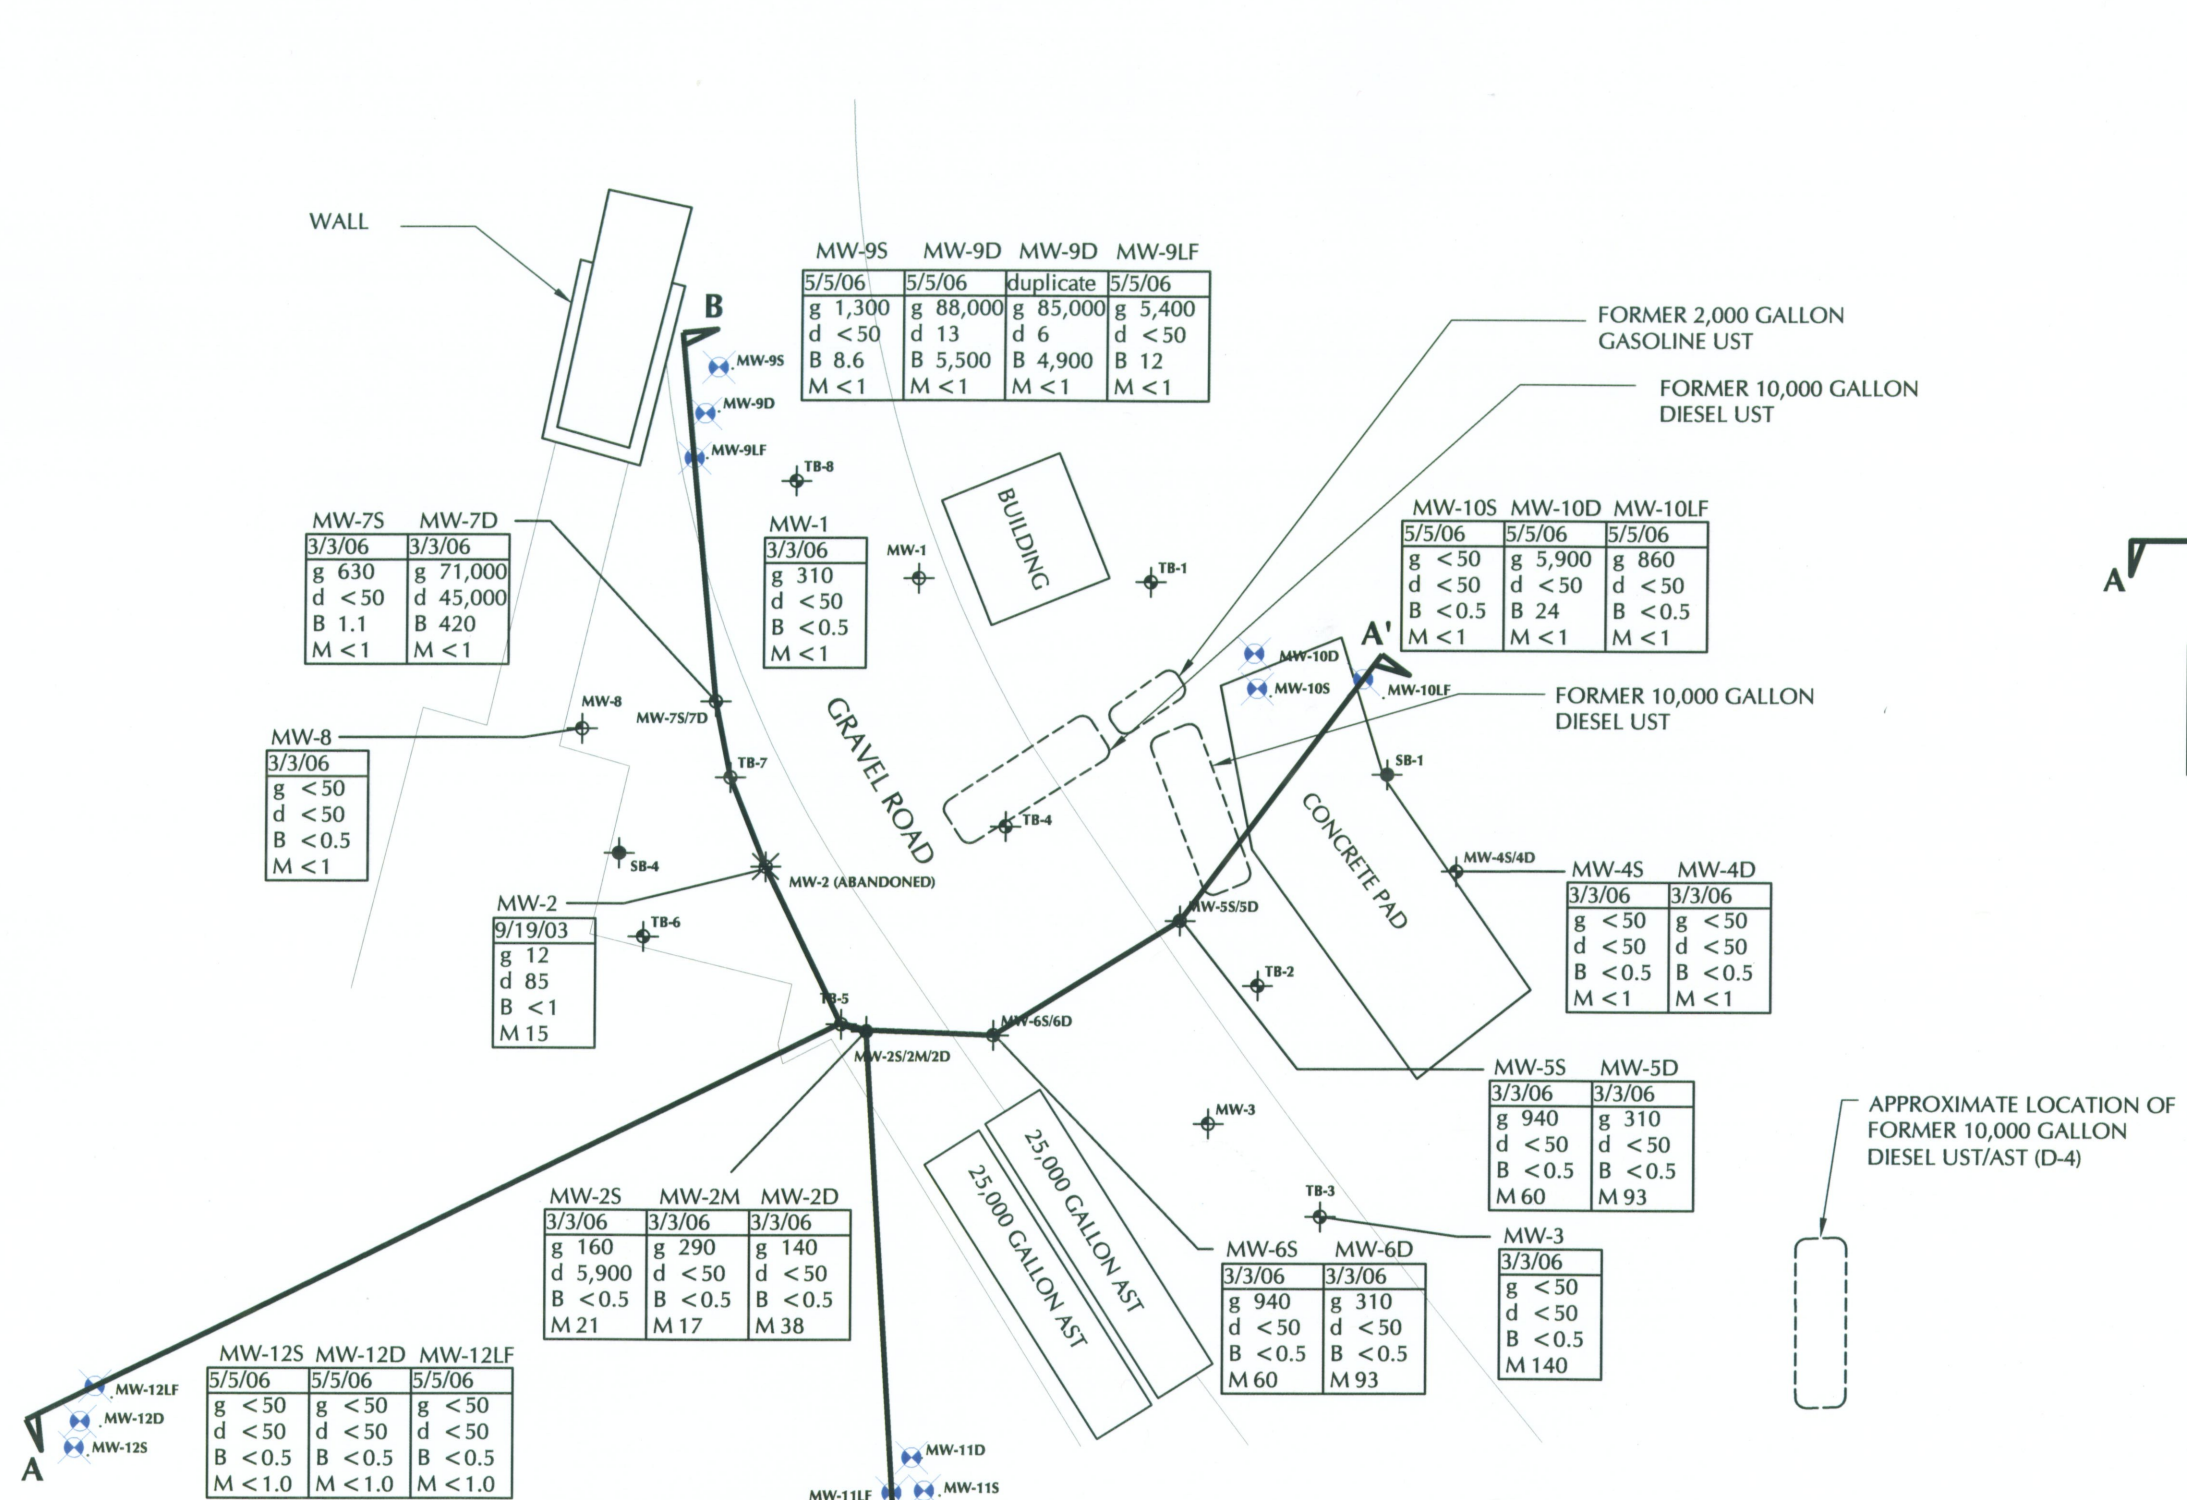 WALL
B
MW-9S MW-9D MW-9D MW-9LF
5/5/06 5/5/06 duplicate 5/5/06
g 1,300 g 88,000 g 85,000 g 5,400
d <50 d 13 d 6 d <50
B 8.6 B 5,500 B 4,900 B 12
M <1 M <1 M <1 M <1
MW-9S
MW-9D
MW-9LF
TB-8
FORMER 2,000 GALLON
GASOLINE UST
FORMER 10,000 GALLON
DIESEL UST
MW-7S MW-7D
3/3/06 3/3/06
g 630 g 71,000
d <50 d 45,000
B 1.1 B 420
M <1 M <1
MW-1
3/3/06
g 310
d <50
B <0.5
M <1
MW-1
BUILDING
TB-1
MW-10S MW-10D MW-10LF
5/5/06 5/5/06 5/5/06
g <50 g 5,900 g 860
d <50 d <50 d <50
B <0.5 B 24 B <0.5
M <1 M <1 M <1
A
A'
MW-10D
MW-10S
MW-10LF
FORMER 10,000 GALLON
DIESEL UST
MW-8
MW-7S/7D
MW-8
3/3/06
g <50
d <50
B <0.5
M <1
TB-7
GRAVEL ROAD
TB-4
SB-1
CONCRETE PAD
SB-4
MW-2 (ABANDONED)
MW-4S/4D
MW-4S MW-4D
3/3/06 3/3/06
g <50 g <50
d <50 d <50
B <0.5 B <0.5
M <1 M <1
MW-2
9/19/03
g 12
d 85
B <1
M 15
TB-6
MW-5S/5D
TB-2
TB-5
MW-6S/6D
MW-2S/2M/2D
MW-5S MW-5D
3/3/06 3/3/06
g 940 g 310
d <50 d <50
B <0.5 B <0.5
M 60 M 93
MW-3
25,000 GALLON AST
25,000 GALLON AST
APPROXIMATE LOCATION OF
FORMER 10,000 GALLON
DIESEL UST/AST (D-4)
MW-2S MW-2M MW-2D
3/3/06 3/3/06 3/3/06
g 160 g 290 g 140
d 5,900 d <50 d <50
B <0.5 B <0.5 B <0.5
M 21 M 17 M 38
TB-3
MW-6S MW-6D
3/3/06 3/3/06
g 940 g 310
d <50 d <50
B <0.5 B <0.5
M 60 M 93
MW-3
3/3/06
g <50
d <50
B <0.5
M 140
MW-12LF
MW-12D
MW-12S
A
MW-12S MW-12D MW-12LF
5/5/06 5/5/06 5/5/06
g <50 g <50 g <50
d <50 d <50 d <50
B <0.5 B <0.5 B <0.5
M <1.0 M <1.0 M <1.0
MW-11D
MW-11LF
MW-11S